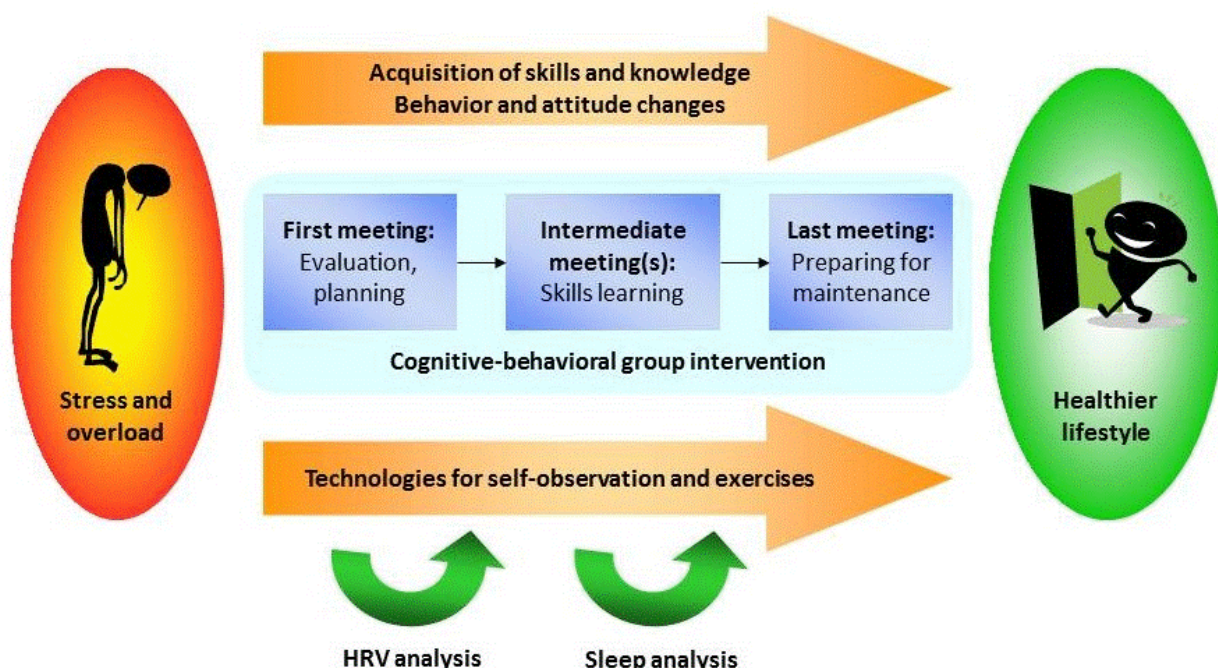 Acquisition of skills and knowledge
Behavior and attitude changes
Stress and
overload
First meeting:
Evaluation,
planning
Intermediate
meeting(s):
Skills learning
Last meeting:
Preparing for
maintenance
Cognitive-behavioral group intervention
Healthier
lifestyle
Technologies for self-observation and exercises
HRV analysis
Sleep analysis